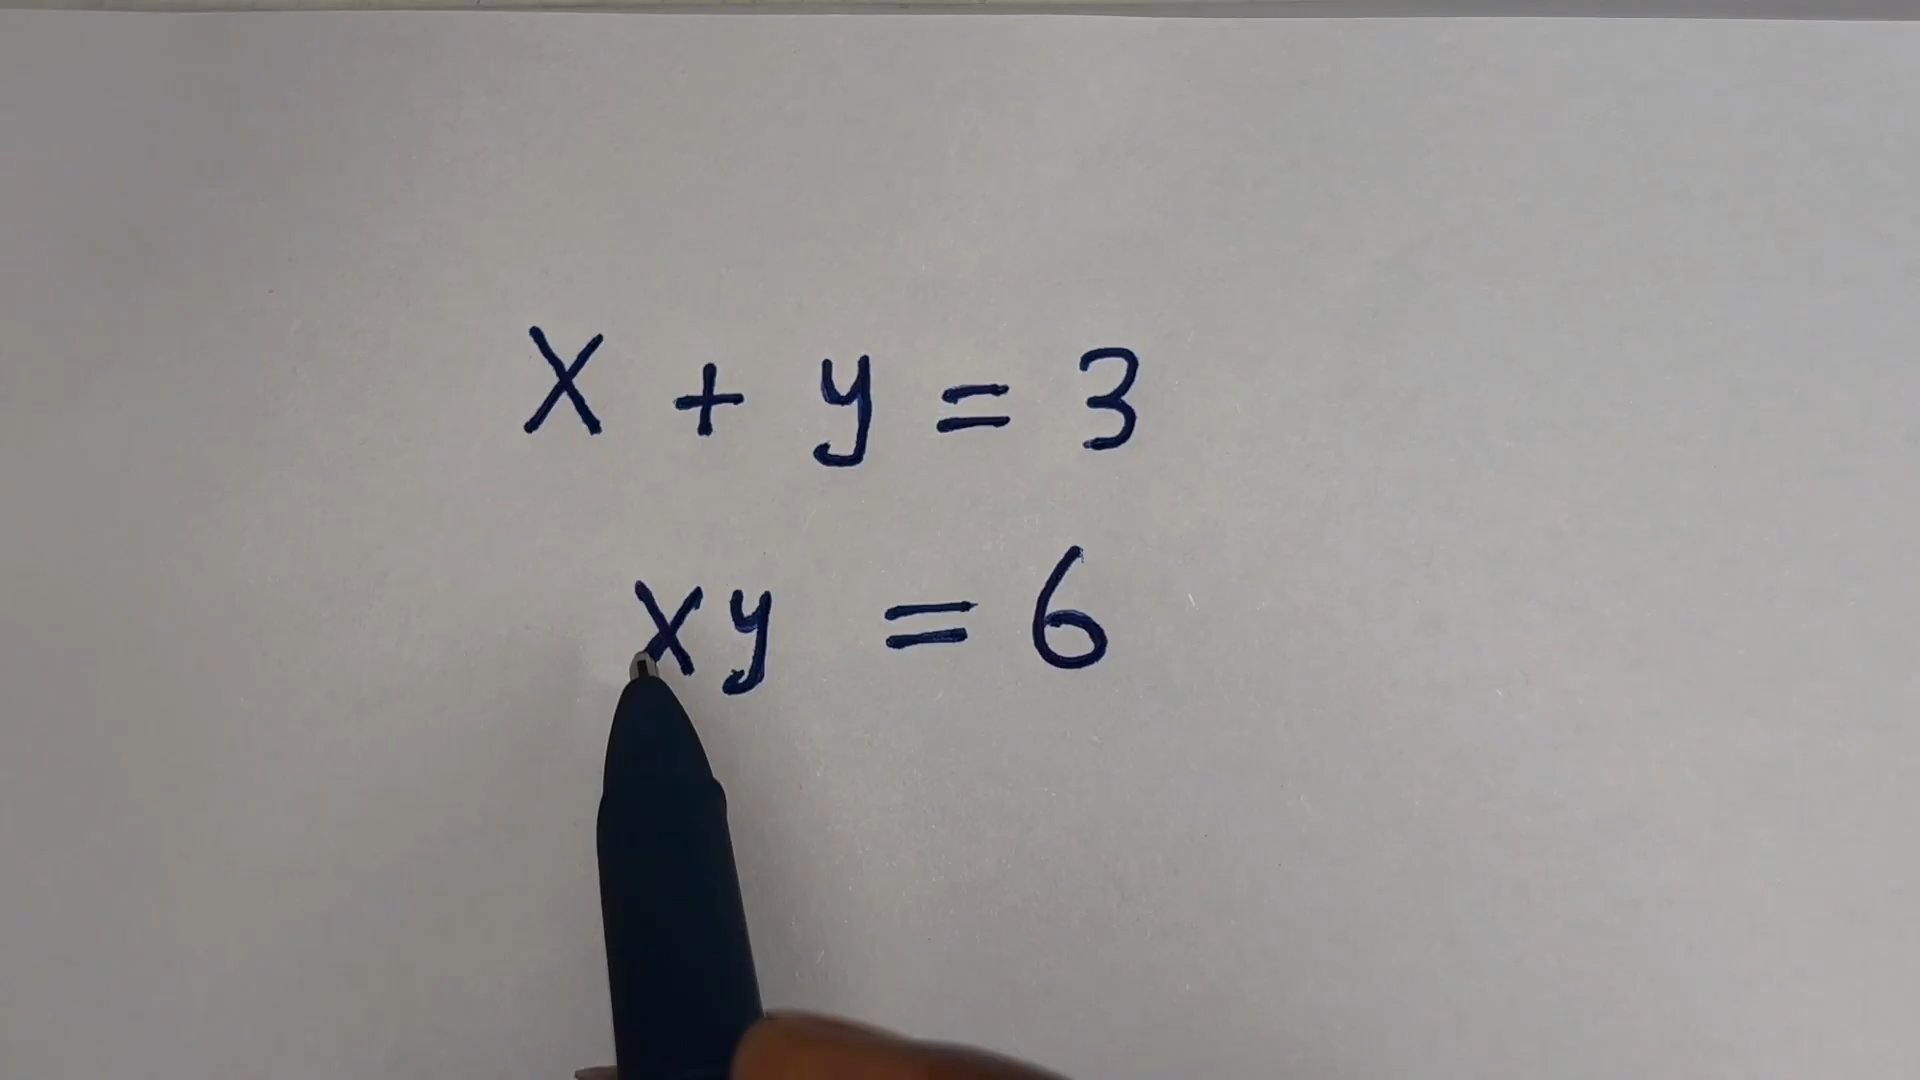 X + y = 3
xy = 6